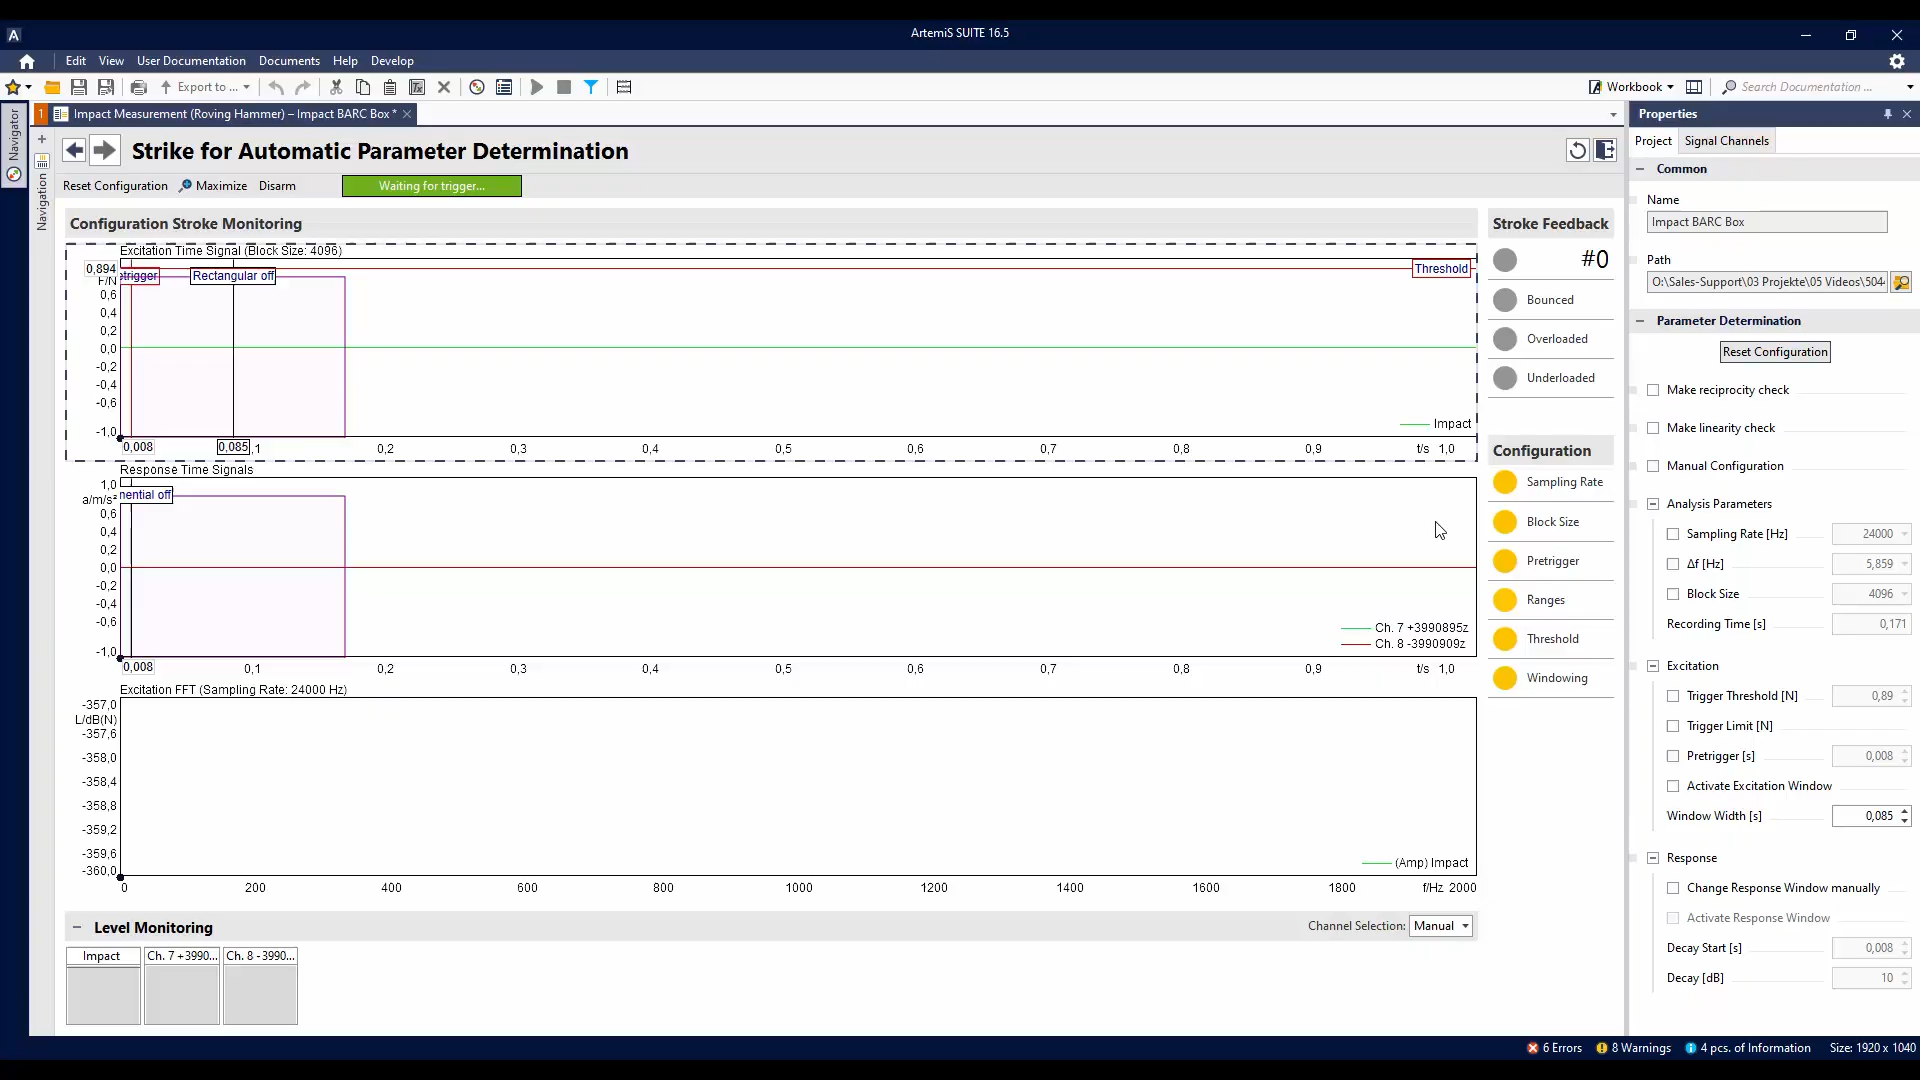 ArtemiS SUITE 16.5
Edit View User Documentation Documents Help Develop
Export to ... Workbook Search Documentation ...
1 Impact Measurement (Roving Hammer) – Impact BARC Box *
Navigator
Navigation
Strike for Automatic Parameter Determination
Reset Configuration Maximize Disarm Waiting for trigger...
Configuration Stroke Monitoring
Excitation Time Signal (Block Size: 4096)
0,894
F/N
0,6
0,4
0,2
0,0
-0,2
-0,4
-0,6
-1,0
etrigger Rectangular off Threshold
Impact
0,008 0,085 ,1 0,2 0,3 0,4 0,5 0,6 0,7 0,8 0,9 t/s 1,0
Response Time Signals
1,0
a/m/s²
0,6
0,4
0,2
0,0
-0,2
-0,4
-0,6
-1,0
nential off
Ch. 7 +3990895z
Ch. 8 -3990909z
0,008 0,1 0,2 0,3 0,4 0,5 0,6 0,7 0,8 0,9 t/s 1,0
Excitation FFT (Sampling Rate: 24000 Hz)
-357,0
L/dB(N)
-357,6
-358,0
-358,4
-358,8
-359,2
-359,6
-360,0
(Amp) Impact
0 200 400 600 800 1000 1200 1400 1600 1800 f/Hz 2000
Level Monitoring
Channel Selection: Manual
Impact Ch. 7 +3990... Ch. 8 -3990...
Stroke Feedback
#0
Bounced
Overloaded
Underloaded
Configuration
Sampling Rate
Block Size
Pretrigger
Ranges
Threshold
Windowing
Properties
Project Signal Channels
Common
Name
Impact BARC Box
Path
O:\Sales-Support\03 Projekte\05 Videos\504
Parameter Determination
Reset Configuration
Make reciprocity check
Make linearity check
Manual Configuration
Analysis Parameters
Sampling Rate [Hz] 24000
Δf [Hz] 5,859
Block Size 4096
Recording Time [s] 0,171
Excitation
Trigger Threshold [N] 0,89
Trigger Limit [N]
Pretrigger [s] 0,008
Activate Excitation Window
Window Width [s] 0,085
Response
Change Response Window manually
Activate Response Window
Decay Start [s] 0,008
Decay [dB] 10
6 Errors 8 Warnings 4 pcs. of Information Size: 1920 x 1040